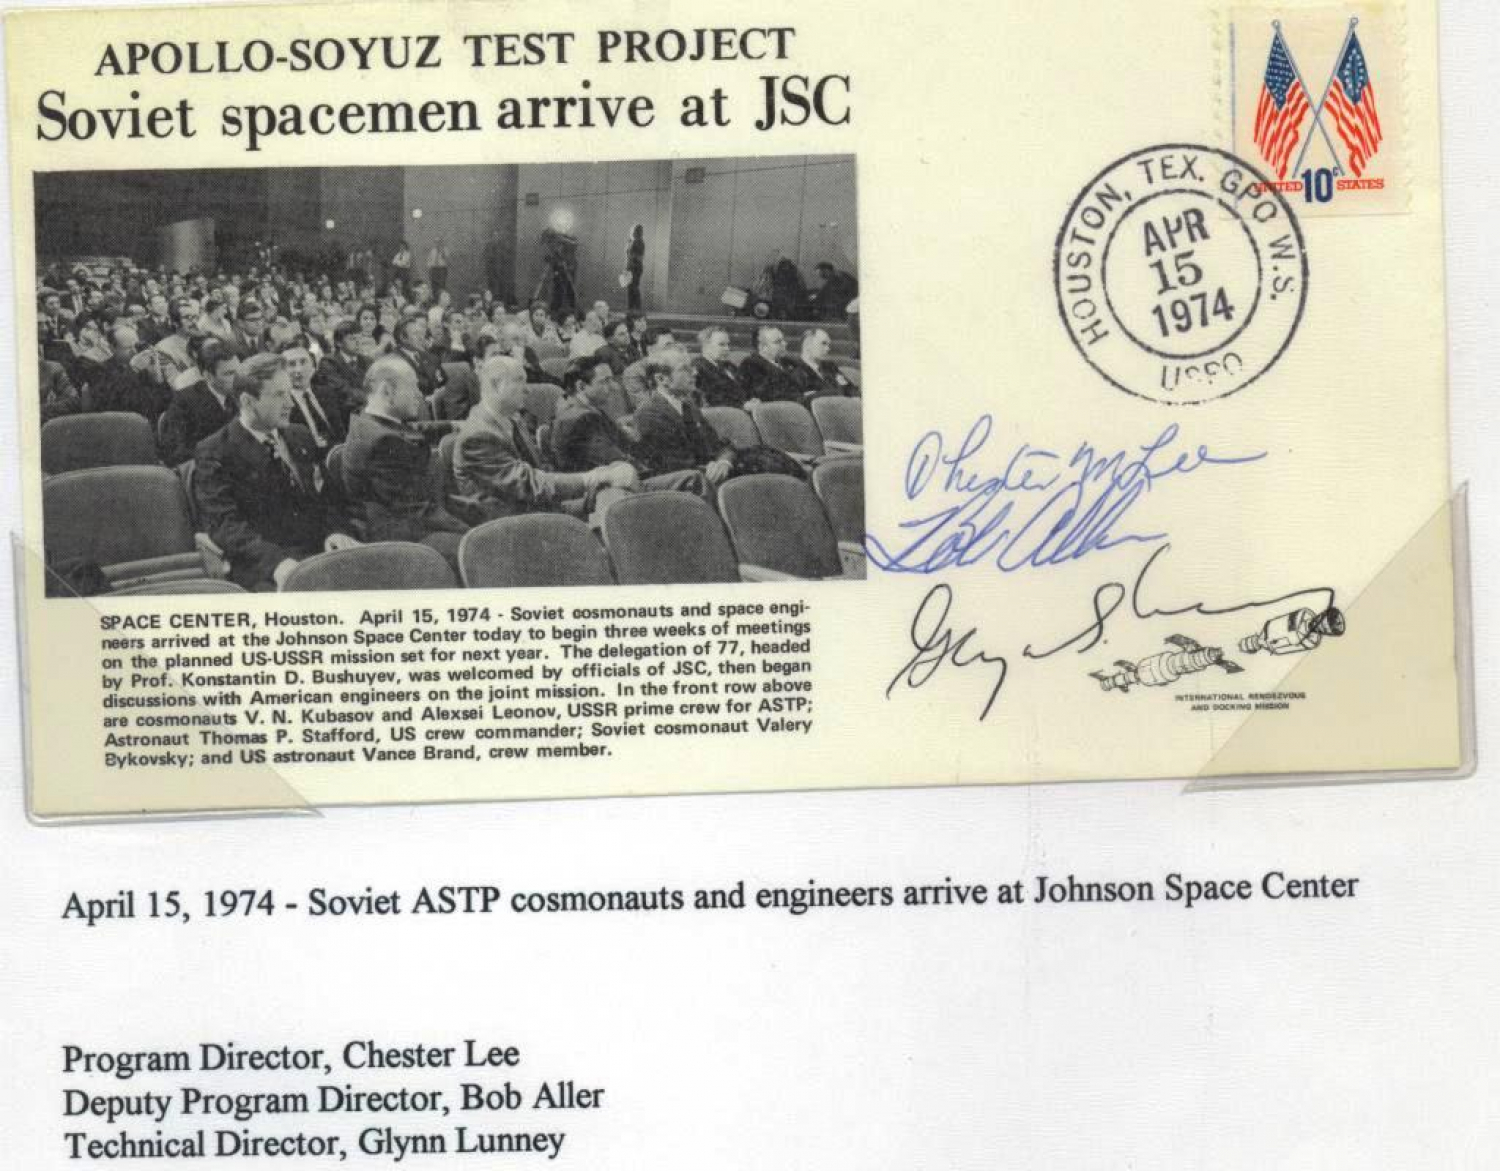 APOLLO-SOYUZ TEST PROJECT
Soviet spacemen arrive at JSC
UNITED 10c STATES
HOUSTON, TEX. GPO W.S.
APR
15
1974
USPO
Chester M Lee
Bob Aller
Glynn S. Lunney
INTERNATIONAL RENDEZVOUS
AND DOCKING MISSION
SPACE CENTER, Houston. April 15, 1974 - Soviet cosmonauts and space engi-
neers arrived at the Johnson Space Center today to begin three weeks of meetings
on the planned US-USSR mission set for next year. The delegation of 77, headed
by Prof. Konstantin D. Bushuyev, was welcomed by officials of JSC, then began
discussions with American engineers on the joint mission. In the front row above
are cosmonauts V. N. Kubasov and Alexsei Leonov, USSR prime crew for ASTP;
Astronaut Thomas P. Stafford, US crew commander; Soviet cosmonaut Valery
Bykovsky; and US astronaut Vance Brand, crew member.
April 15, 1974 - Soviet ASTP cosmonauts and engineers arrive at Johnson Space Center
Program Director, Chester Lee
Deputy Program Director, Bob Aller
Technical Director, Glynn Lunney